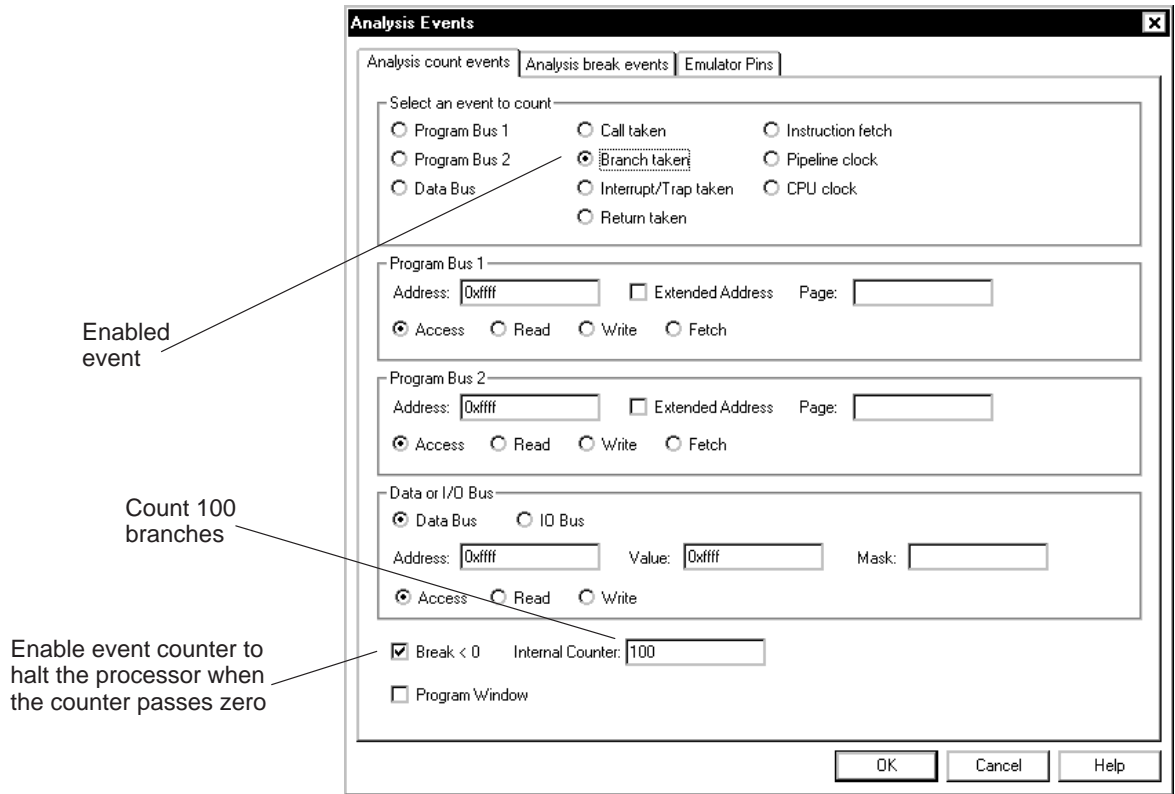 Analysis Events
Analysis count events Analysis break events Emulator Pins
Select an event to count
Program Bus 1 Call taken Instruction fetch
Program Bus 2 Branch taken Pipeline clock
Data Bus Interrupt/Trap taken CPU clock
Return taken
Program Bus 1
Address: 0xffff Extended Address Page:
Access Read Write Fetch
Enabled
event
Program Bus 2
Address: 0xffff Extended Address Page:
Access Read Write Fetch
Count 100
branches
Data or I/O Bus
Data Bus IO Bus
Address: 0xffff Value: 0xffff Mask:
Access Read Write
Enable event counter to
halt the processor when
the counter passes zero
Break < 0 Internal Counter: 100
Program Window
OK Cancel Help